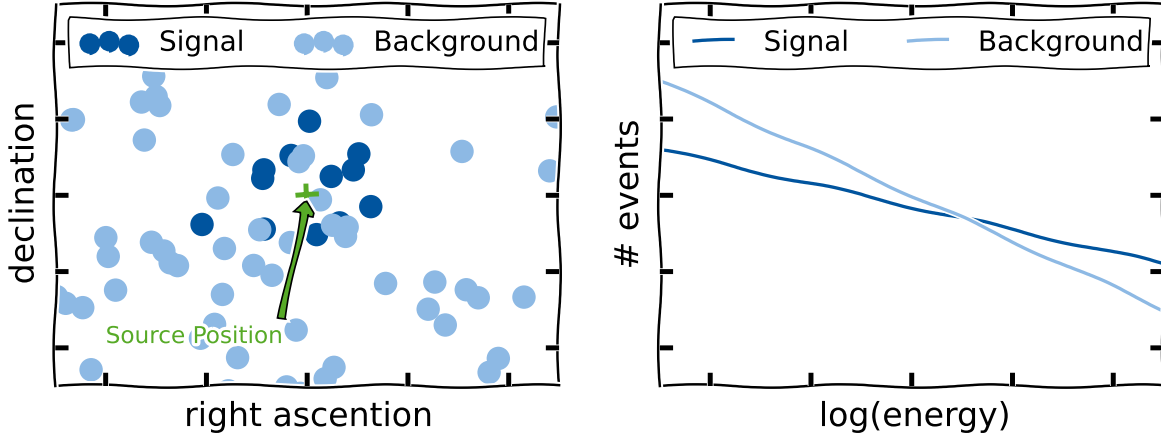 Signal Background
declination
Source Position
right ascention
Signal Background
# events
log(energy)